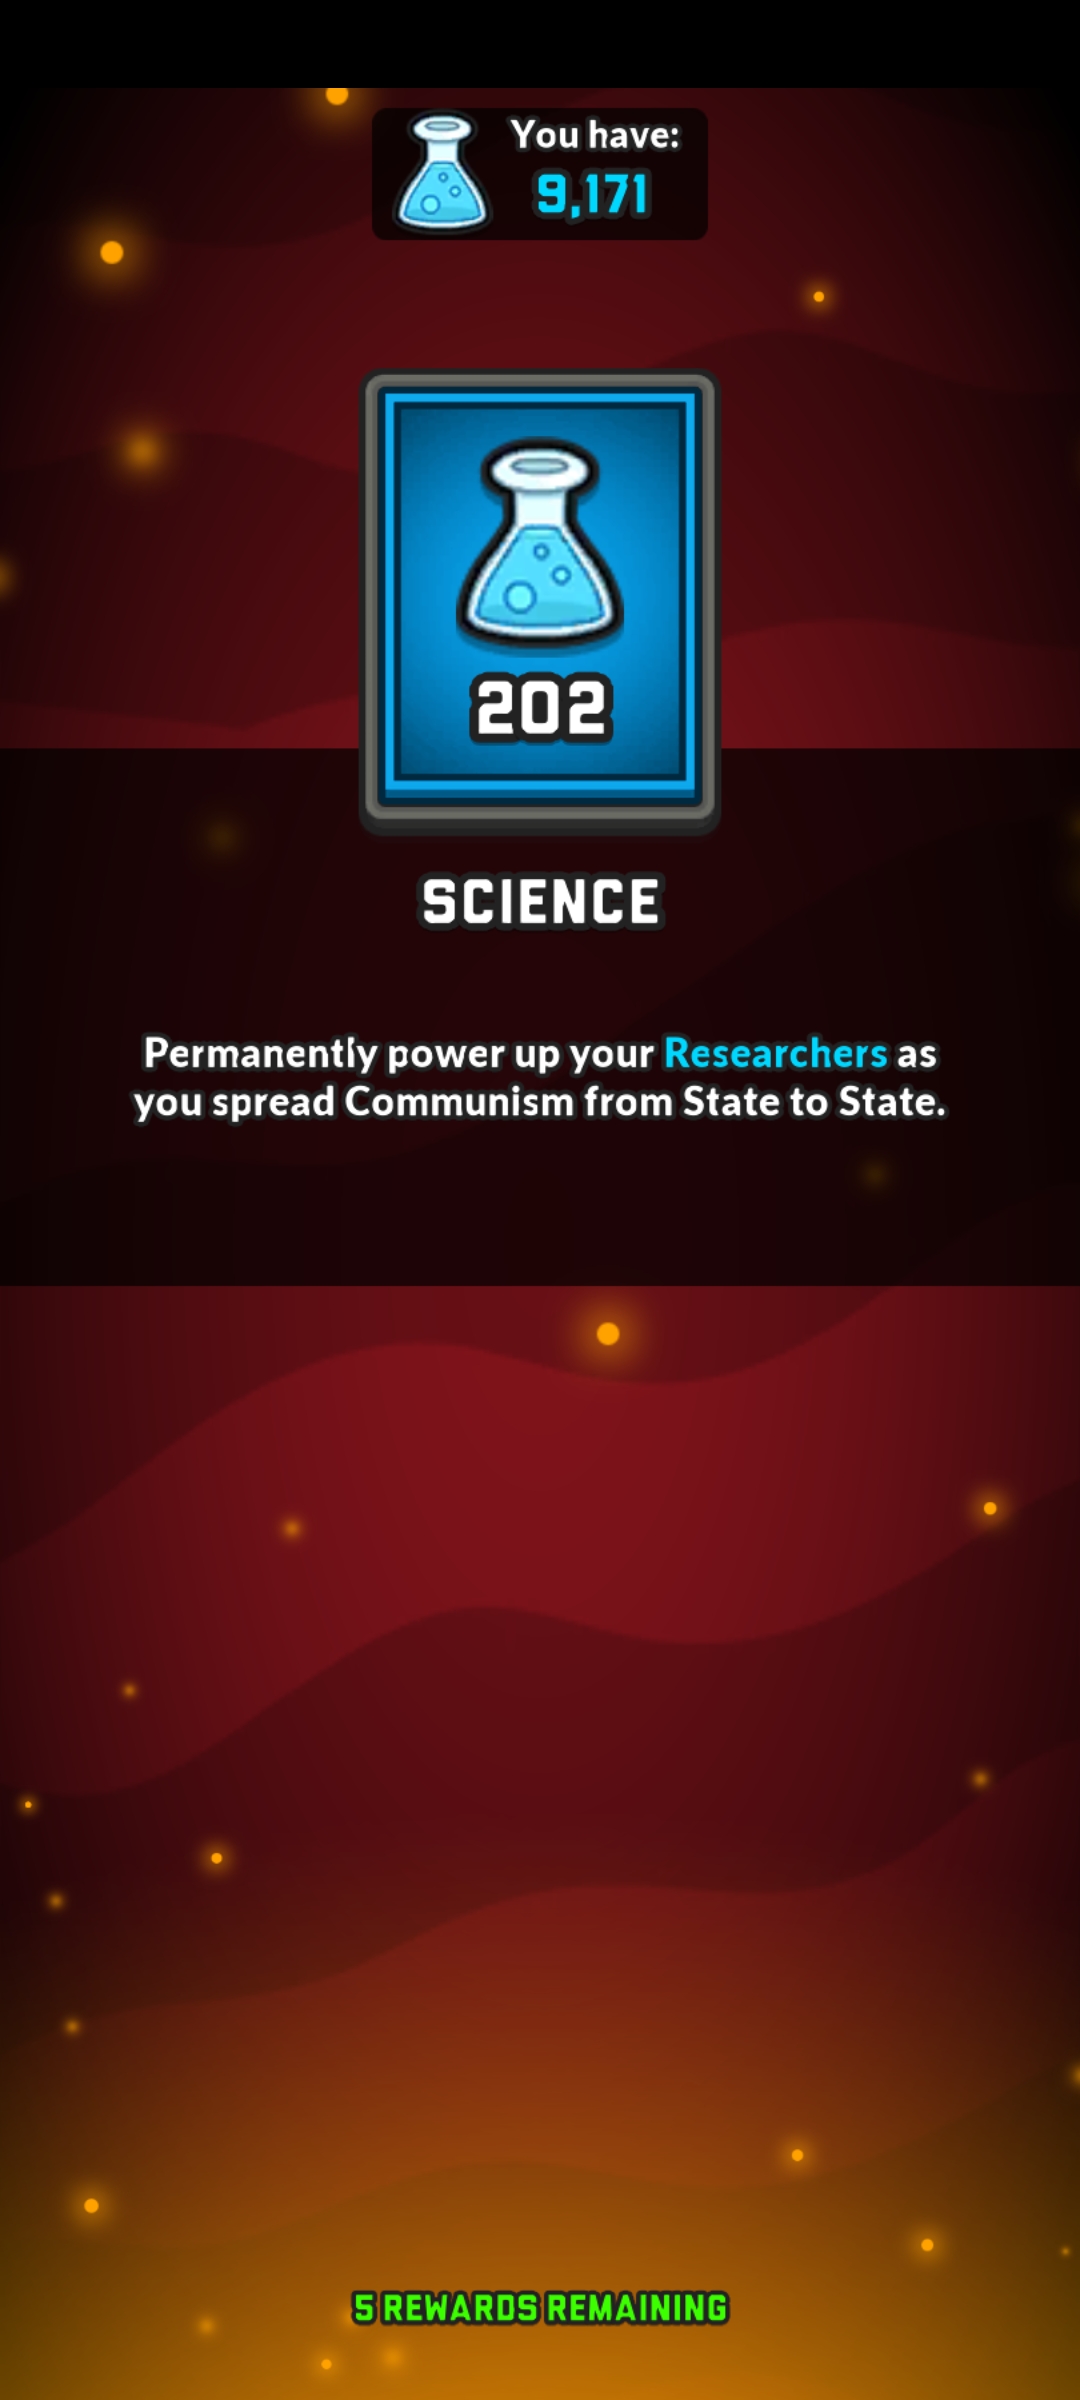 You have:
9,171
202
SCIENCE
Permanently power up your Researchers as
you spread Communism from State to State.
5 REWARDS REMAINING